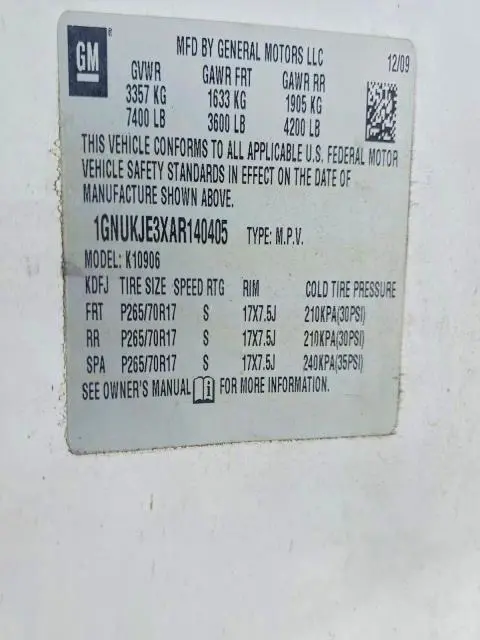 GM
MFD BY GENERAL MOTORS LLC
12/09
GVWR GAWR FRT GAWR RR
3357 KG 1633 KG 1905 KG
7400 LB 3600 LB 4200 LB
THIS VEHICLE CONFORMS TO ALL APPLICABLE U.S. FEDERAL MOTOR
VEHICLE SAFETY STANDARDS IN EFFECT ON THE DATE OF
MANUFACTURE SHOWN ABOVE.
1GNUKJE3XAR140405 TYPE: M.P.V.
MODEL: K10906
KDFJ TIRE SIZE SPEED RTG RIM COLD TIRE PRESSURE
FRT P265/70R17 S 17X7.5J 210KPA(30PSI)
RR P265/70R17 S 17X7.5J 210KPA(30PSI)
SPA P265/70R17 S 17X7.5J 240KPA(35PSI)
SEE OWNER'S MANUAL FOR MORE INFORMATION.